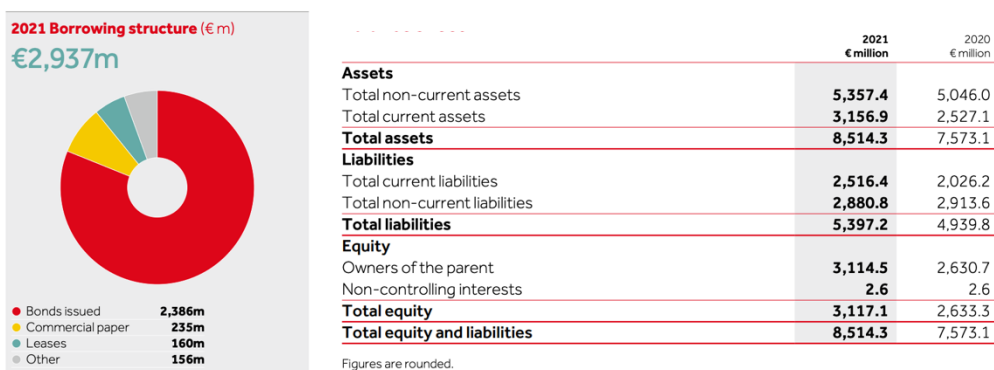 2021 Borrowing structure (€ m)
€2,937m
Bonds issued 2,386m
Commercial paper 235m
Leases 160m
Other 156m
2021 2020
€ million € million
Assets
Total non-current assets 5,357.4 5,046.0
Total current assets 3,156.9 2,527.1
Total assets 8,514.3 7,573.1
Liabilities
Total current liabilities 2,516.4 2,026.2
Total non-current liabilities 2,880.8 2,913.6
Total liabilities 5,397.2 4,939.8
Equity
Owners of the parent 3,114.5 2,630.7
Non-controlling interests 2.6 2.6
Total equity 3,117.1 2,633.3
Total equity and liabilities 8,514.3 7,573.1
Figures are rounded.